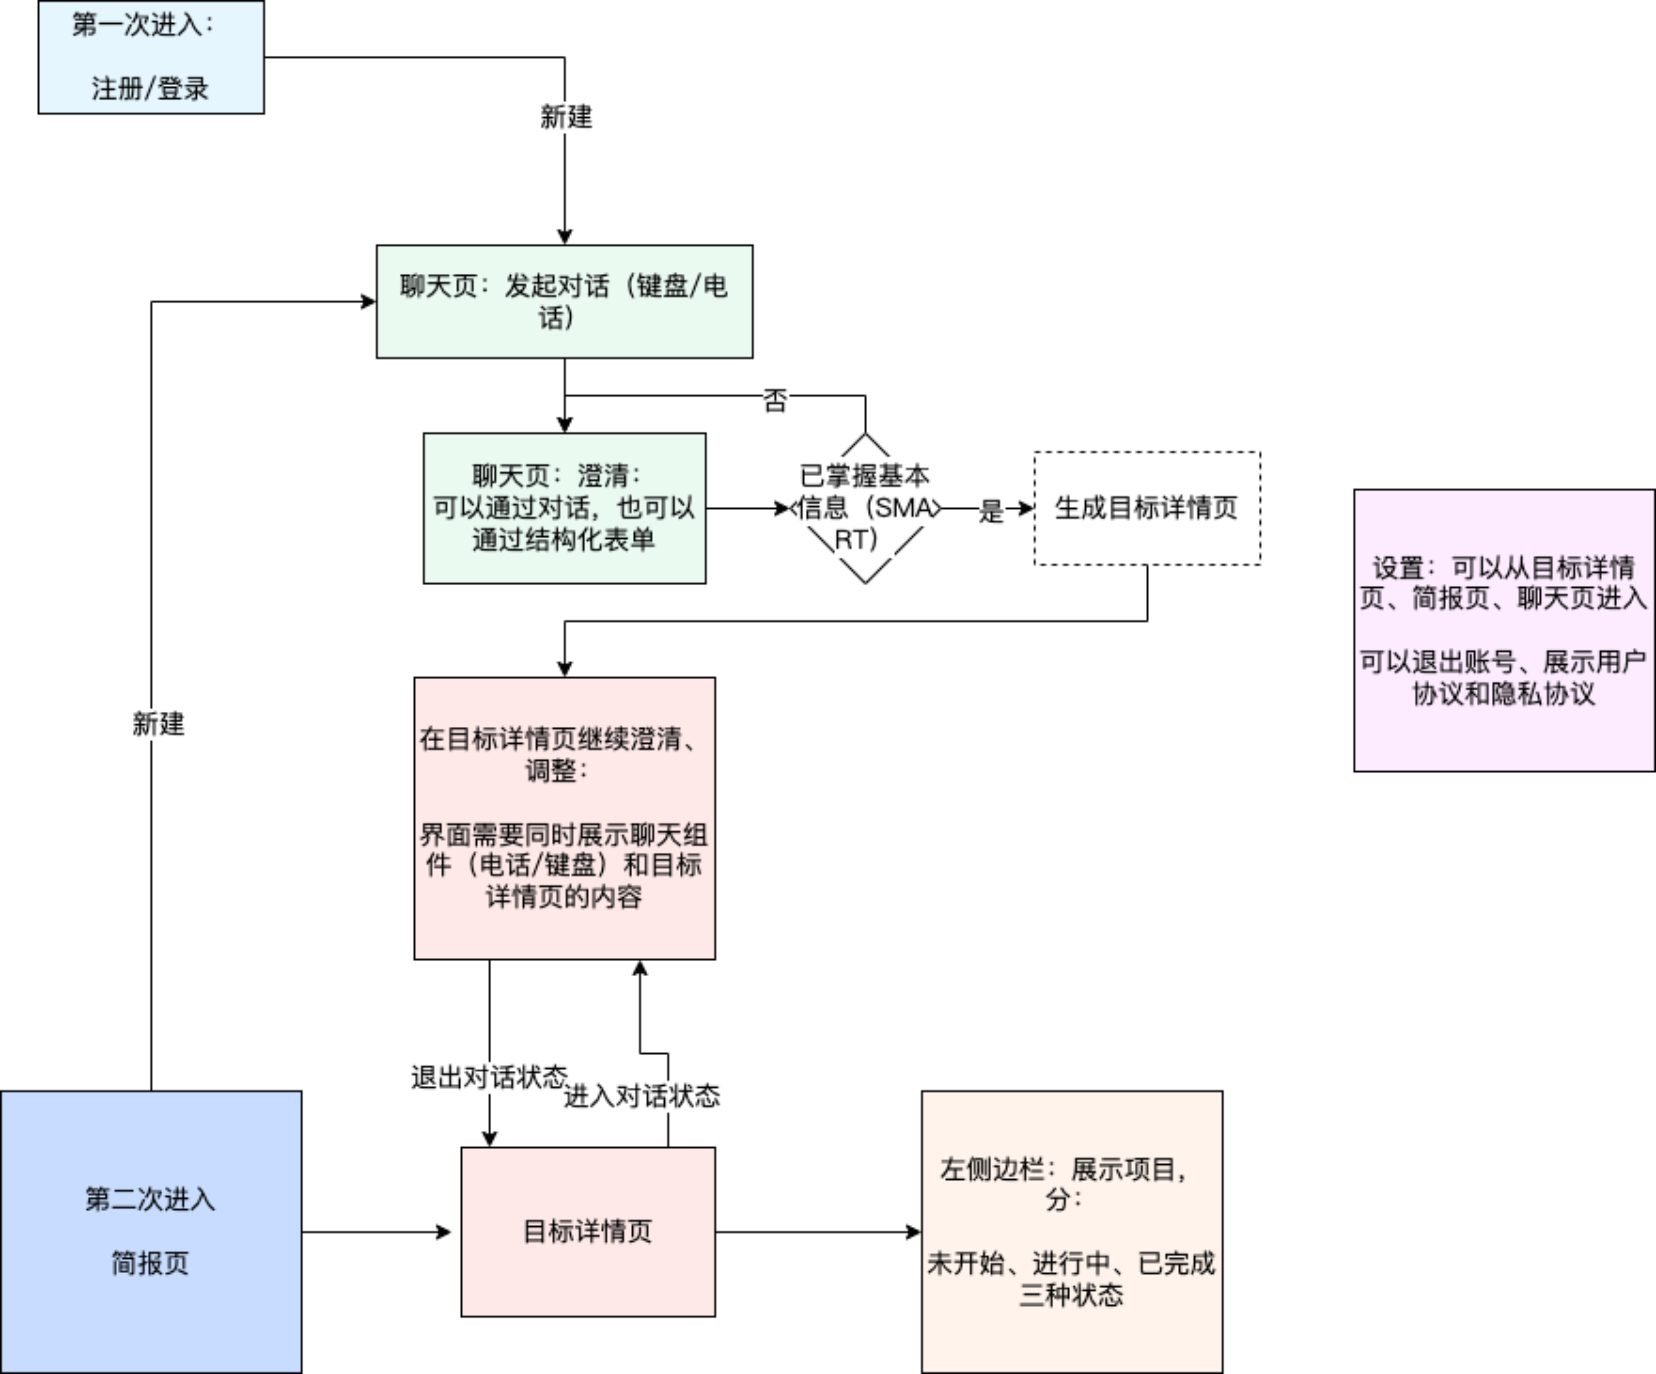 第一次进入：
注册/登录
新建
聊天页：发起对话（键盘/电
话）
否
聊天页：澄清：
可以通过对话，也可以
通过结构化表单
已掌握基本
信息（SMA
RT）
是
生成目标详情页
设置：可以从目标详情
页、简报页、聊天页进入
可以退出账号、展示用户
协议和隐私协议
新建
在目标详情页继续澄清、
调整：
界面需要同时展示聊天组
件（电话/键盘）和目标
详情页的内容
退出对话状态
进入对话状态
第二次进入
简报页
目标详情页
左侧边栏：展示项目，
分：
未开始、进行中、已完成
三种状态